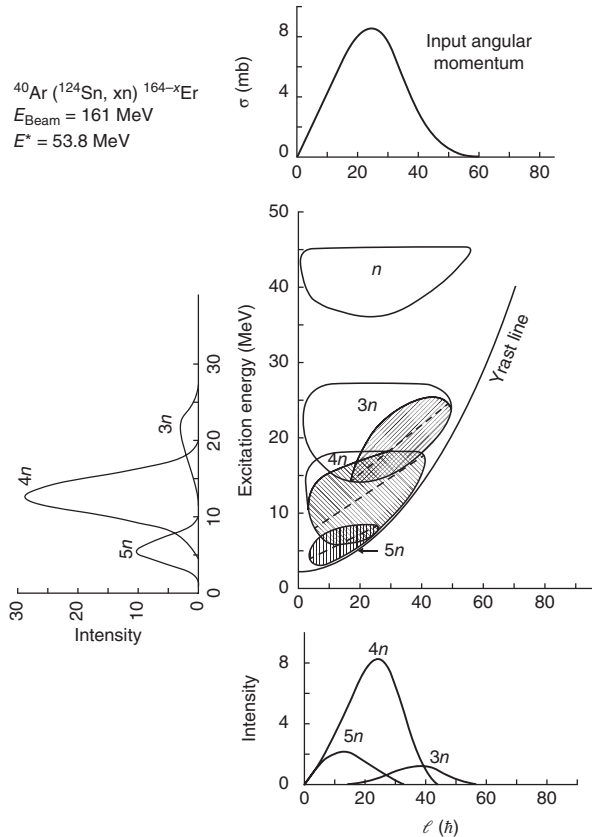 ⁴⁰Ar (¹²⁴Sn, xn) ¹⁶⁴⁻ˣEr
E_Beam = 161 MeV
E* = 53.8 MeV
σ (mb)
8
4
0
Input angular
momentum
0 20 40 60 80
Excitation energy (MeV)
50
40
30
20
10
0
n
3n
4n
5n
Yrast line
0 20 40 60 80
30
20
10
0
3n
4n
5n
30 20 10 0
Intensity
Intensity
8
4
0
4n
5n
3n
0 20 40 60 80
ℓ (ℏ)